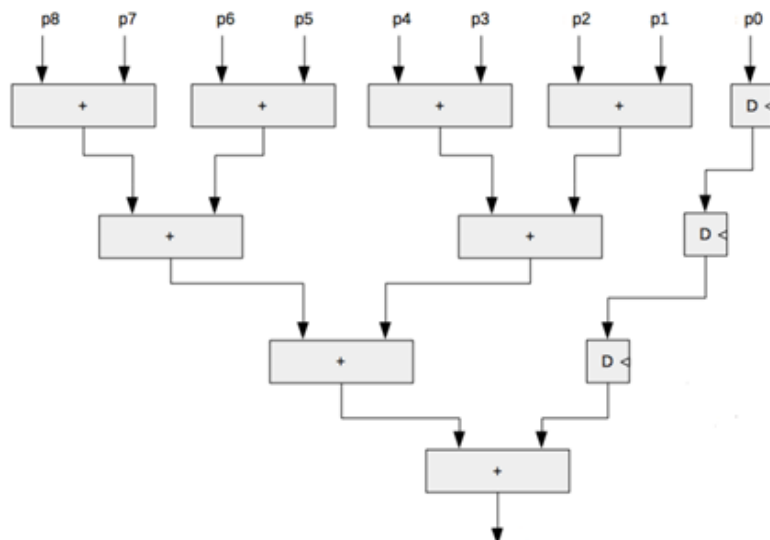 p8 p7 p6 p5 p4 p3 p2 p1 p0
+ + + + D <
+ + D <
+ D <
+